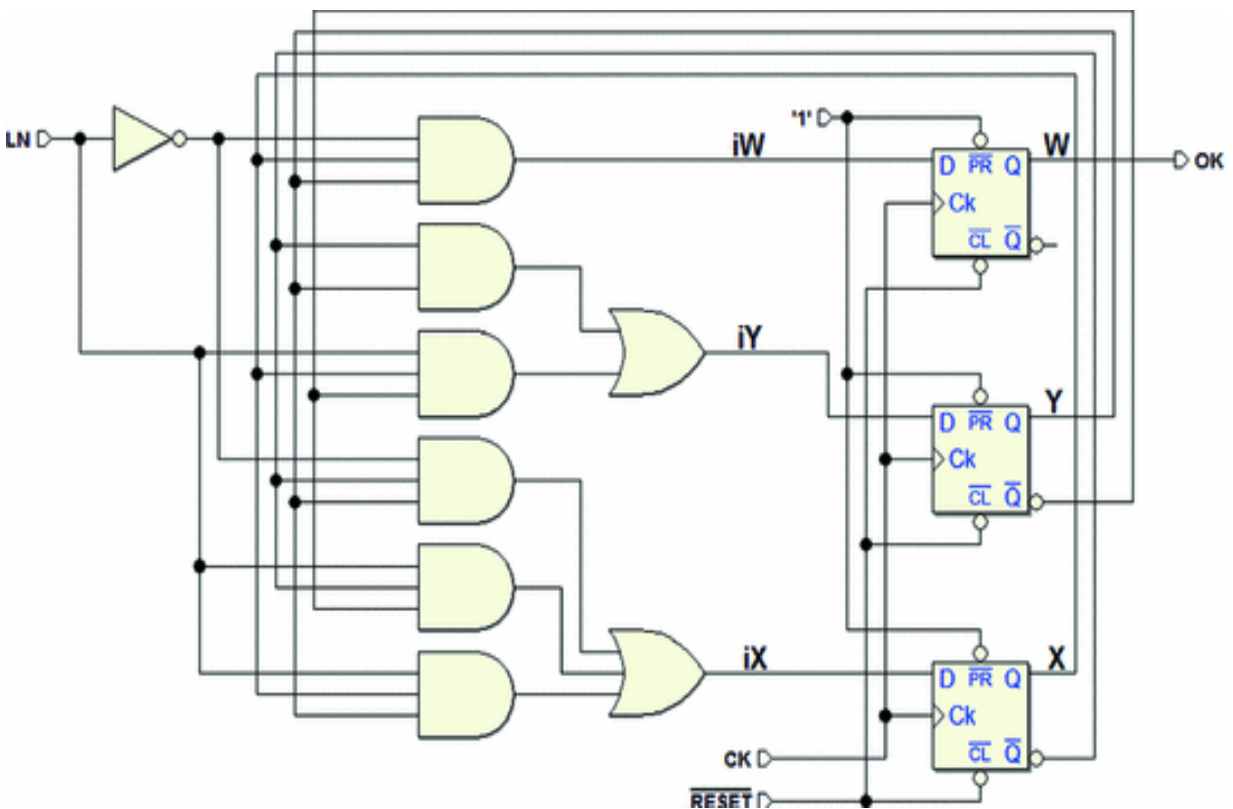 LN
'1'
iW
D PR Q
W
OK
Ck
CL Q
iY
D PR Q
Y
Ck
CL Q
iX
D PR Q
X
Ck
CL Q
CK
RESET